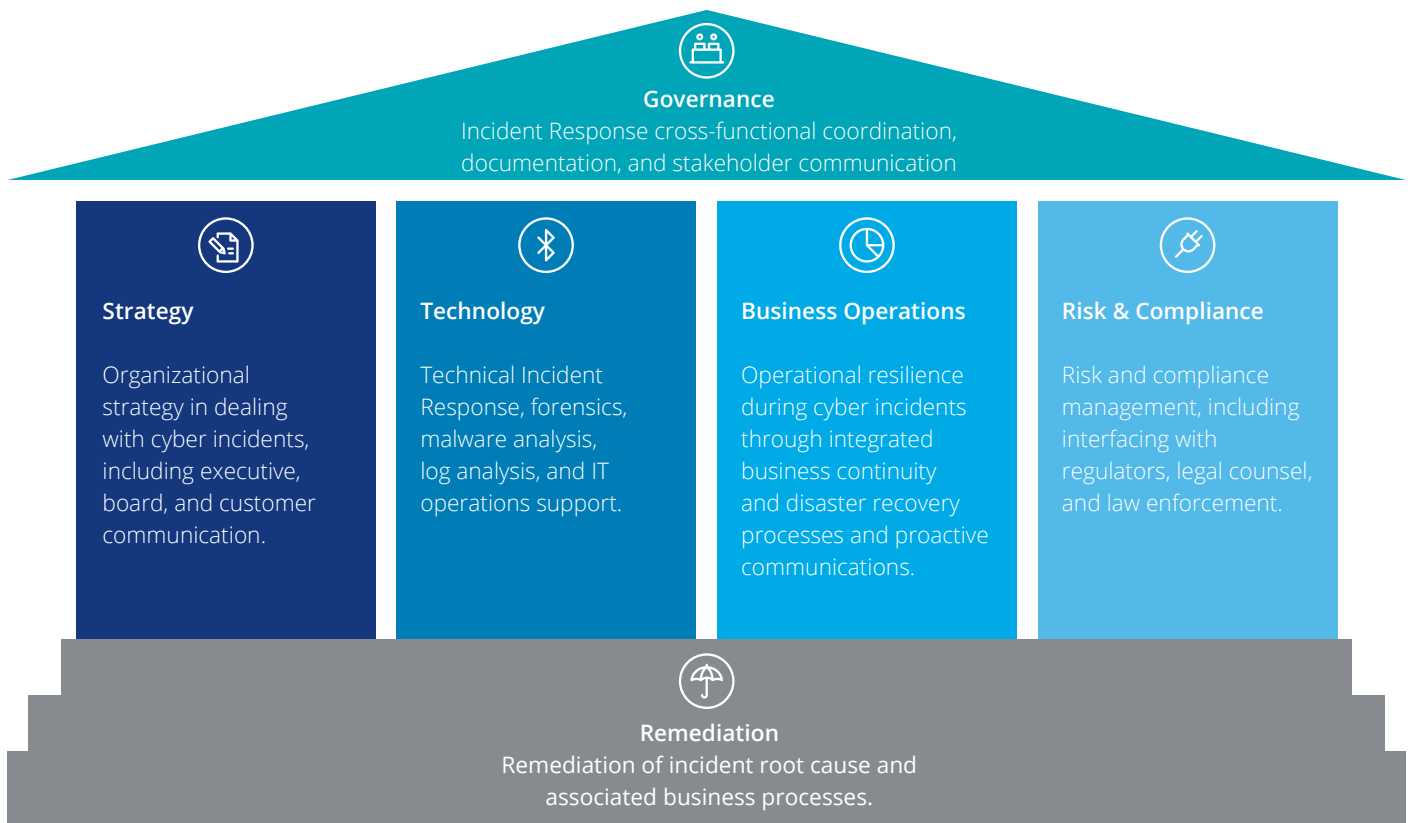 Governance
Incident Response cross-functional coordination,
documentation, and stakeholder communication
Strategy
Organizational
strategy in dealing
with cyber incidents,
including executive,
board, and customer
communication.
Technology
Technical Incident
Response, forensics,
malware analysis,
log analysis, and IT
operations support.
Business Operations
Operational resilience
during cyber incidents
through integrated
business continuity
and disaster recovery
processes and proactive
communications.
Risk & Compliance
Risk and compliance
management, including
interfacing with
regulators, legal counsel,
and law enforcement.
Remediation
Remediation of incident root cause and
associated business processes.